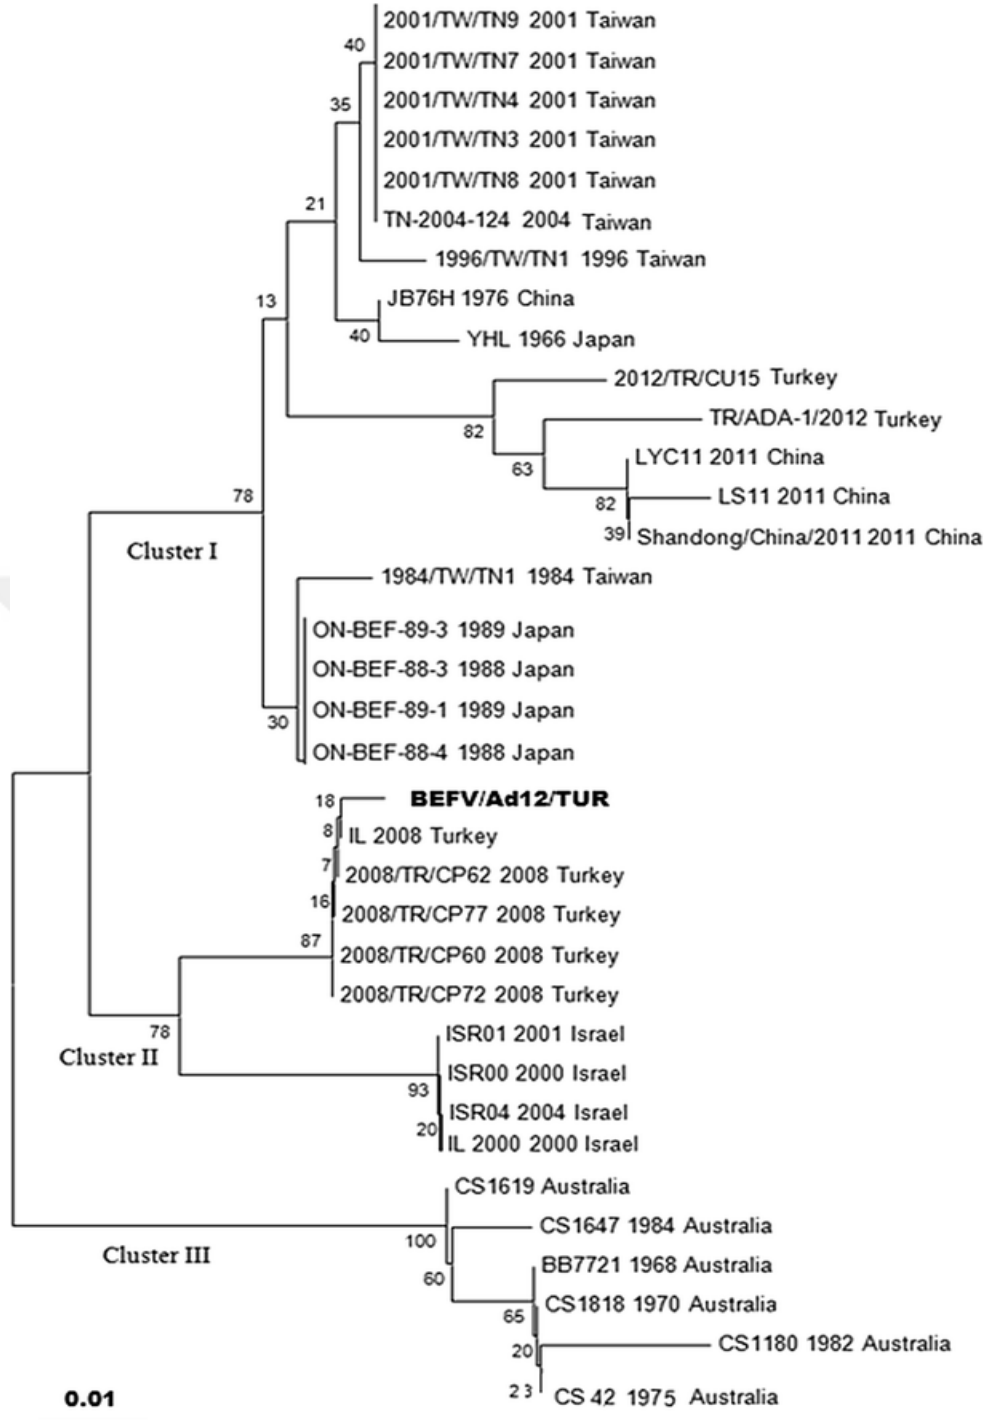 2001/TW/TN9 2001 Taiwan
40
2001/TW/TN7 2001 Taiwan
35
2001/TW/TN4 2001 Taiwan
2001/TW/TN3 2001 Taiwan
2001/TW/TN8 2001 Taiwan
21
TN-2004-124 2004 Taiwan
1996/TW/TN1 1996 Taiwan
13
JB76H 1976 China
40
YHL 1966 Japan
2012/TR/CU15 Turkey
TR/ADA-1/2012 Turkey
82
LYC11 2011 China
63
78
LS11 2011 China
82
39
Shandong/China/2011 2011 China
Cluster I
1984/TW/TN1 1984 Taiwan
ON-BEF-89-3 1989 Japan
ON-BEF-88-3 1988 Japan
ON-BEF-89-1 1989 Japan
30
ON-BEF-88-4 1988 Japan
18
BEFV/Ad12/TUR
8
IL 2008 Turkey
7
2008/TR/CP62 2008 Turkey
16
2008/TR/CP77 2008 Turkey
87
2008/TR/CP60 2008 Turkey
2008/TR/CP72 2008 Turkey
78
ISR01 2001 Israel
Cluster II
ISR00 2000 Israel
93
ISR04 2004 Israel
20
IL 2000 2000 Israel
CS1619 Australia
CS1647 1984 Australia
100
Cluster III
BB7721 1968 Australia
60
CS1818 1970 Australia
65
CS1180 1982 Australia
20
23
CS 42 1975 Australia
0.01